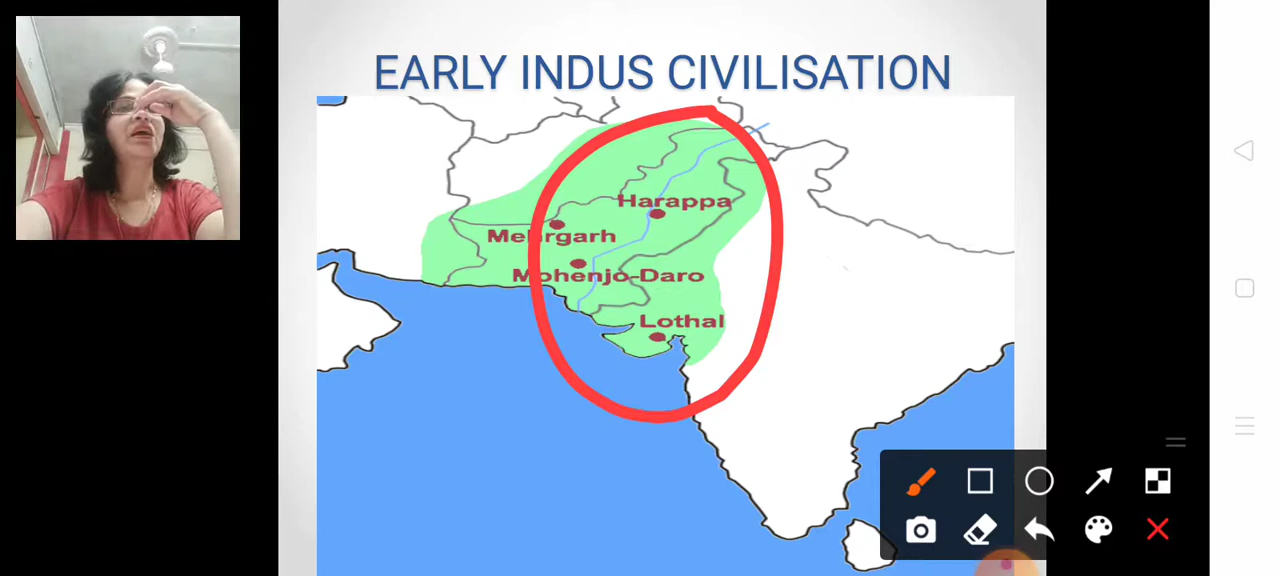 EARLY INDUS CIVILISATION
Harappa
Mehrgarh
Mohenjo-Daro
Lothal